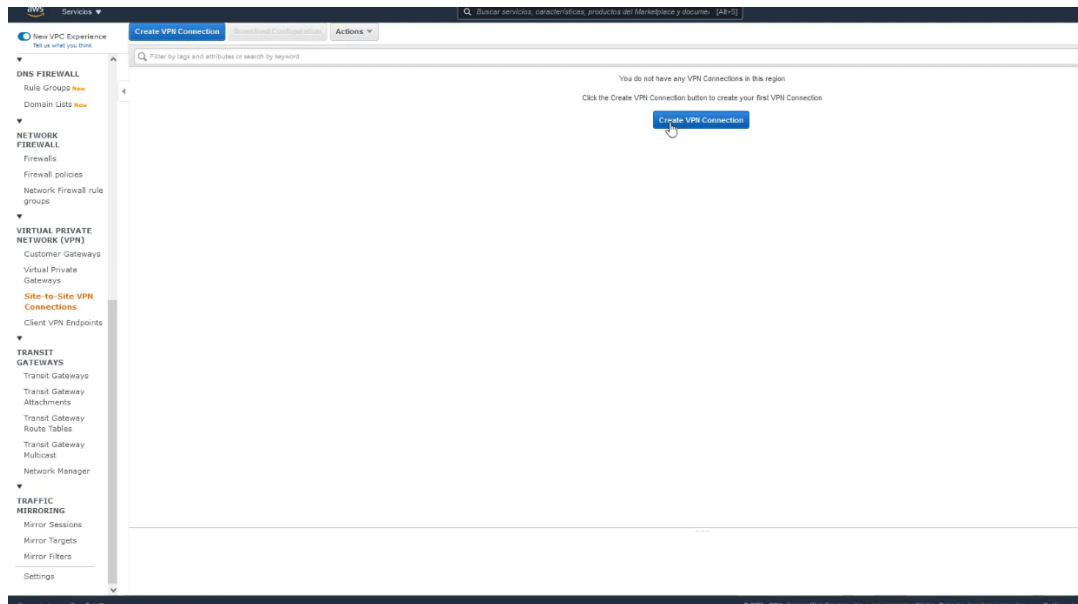 aws
Servicios ▼
Buscar servicios, características, productos del Marketplace y docume. [Alt+S]
New VPC Experience
Tell us what you think
Create VPN Connection
Download Configuration
Actions
Filter by tags and attributes or search by keyword
You do not have any VPN Connections in this region
Click the Create VPN Connection button to create your first VPN Connection
Create VPN Connection
DNS FIREWALL
Rule Groups New
Domain Lists New
NETWORK
FIREWALL
Firewalls
Firewall policies
Network Firewall rule
groups
VIRTUAL PRIVATE
NETWORK (VPN)
Customer Gateways
Virtual Private
Gateways
Site-to-Site VPN
Connections
Client VPN Endpoints
TRANSIT
GATEWAYS
Transit Gateways
Transit Gateway
Attachments
Transit Gateway
Route Tables
Transit Gateway
Multicast
Network Manager
TRAFFIC
MIRRORING
Mirror Sessions
Mirror Targets
Mirror Filters
Settings